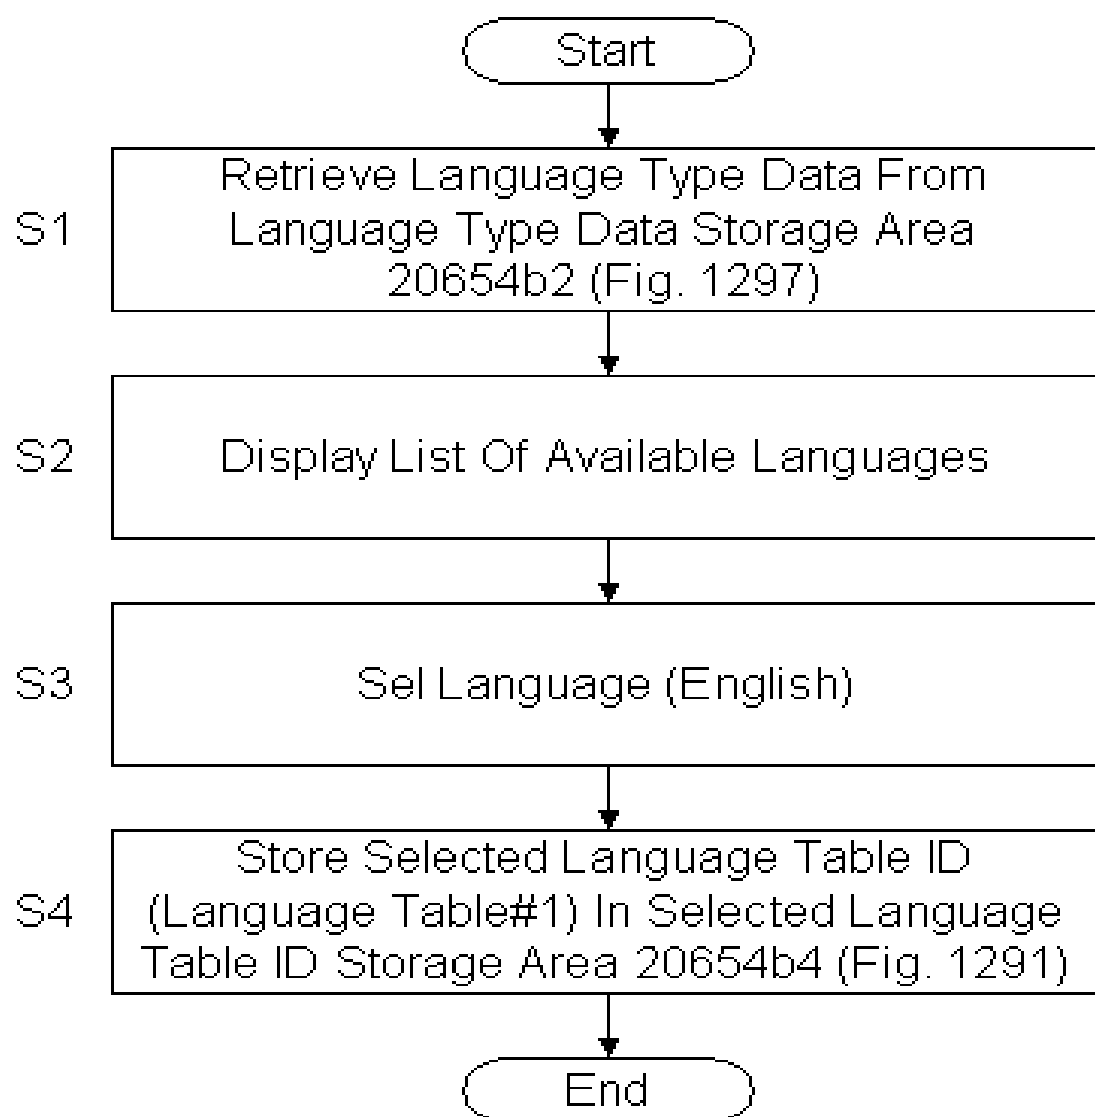 Start
S1
Retrieve Language Type Data From
Language Type Data Storage Area
20654b2 (Fig. 1297)
S2
Display List Of Available Languages
S3
Sel Language (English)
S4
Store Selected Language Table ID
(Language Table#1) In Selected Language
Table ID Storage Area 20654b4 (Fig. 1291)
End